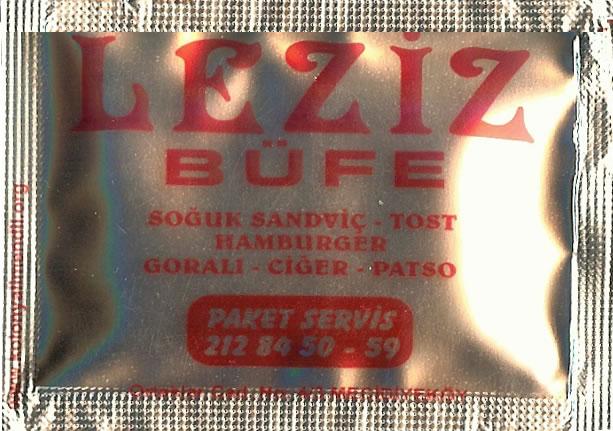 LEZİZ
BÜFE
SOĞUK SANDVİÇ - TOST
HAMBURGER
GORALI - CİĞER - PATSO
PAKET SERVİS
212 84 50 - 59